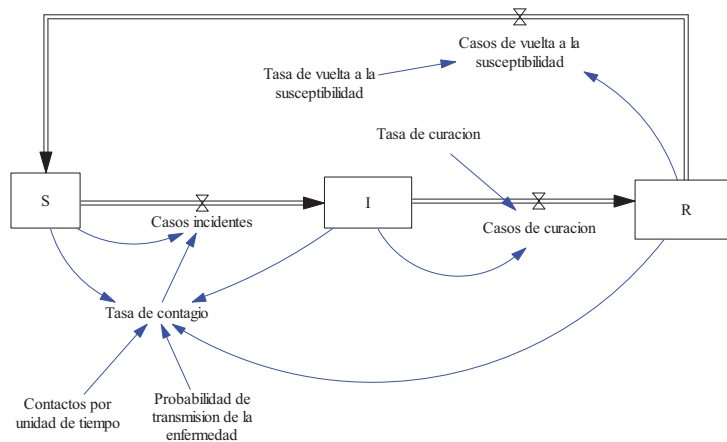 Casos de vuelta a la
susceptibilidad
Tasa de vuelta a la
susceptibilidad
Tasa de curacion
S
I
R
Casos incidentes
Casos de curacion
Tasa de contagio
Contactos por
unidad de tiempo
Probabilidad de
transmision de la
enfermedad